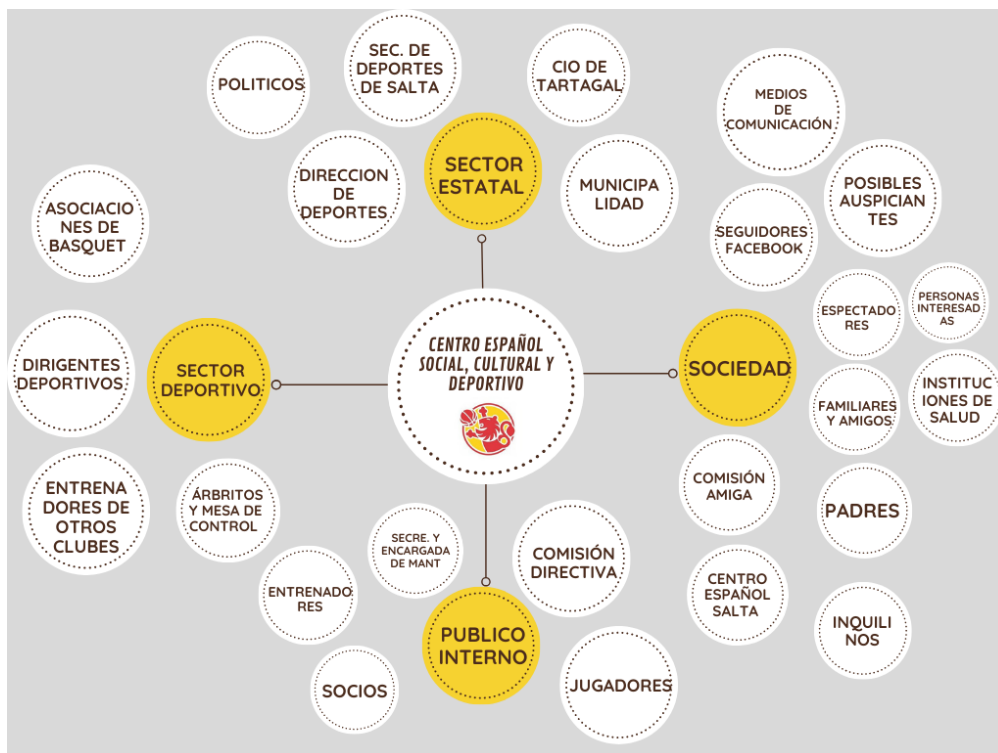 POLITICOS
SEC. DE
DEPORTES
DE SALTA
CIO DE
TARTAGAL
DIRECCION
DE
DEPORTES
SECTOR
ESTATAL
MUNICIPA
LIDAD
MEDIOS
DE
COMUNICACIÓN
POSIBLES
AUSPICIAN
TES
SEGUIDORES
FACEBOOK
ESPECTADO
RES
PERSONAS
INTERESAD
AS
ASOCIACIO
NES DE
BASQUET
DIRIGENTES
DEPORTIVOS
SECTOR
DEPORTIVO
CENTRO ESPAÑOL
SOCIAL, CULTURAL Y
DEPORTIVO
SOCIEDAD
FAMILIARES
Y AMIGOS
INSTITUC
IONES DE
SALUD
ENTRENA
DORES DE
OTROS
CLUBES
ÁRBRITOS
Y MESA DE
CONTROL
COMISIÓN
AMIGA
PADRES
SECRE. Y
ENCARGADA
DE MANT
COMISIÓN
DIRECTIVA
ENTRENADO
RES
CENTRO
ESPAÑOL
SALTA
INQUILI
NOS
PUBLICO
INTERNO
SOCIOS
JUGADORES